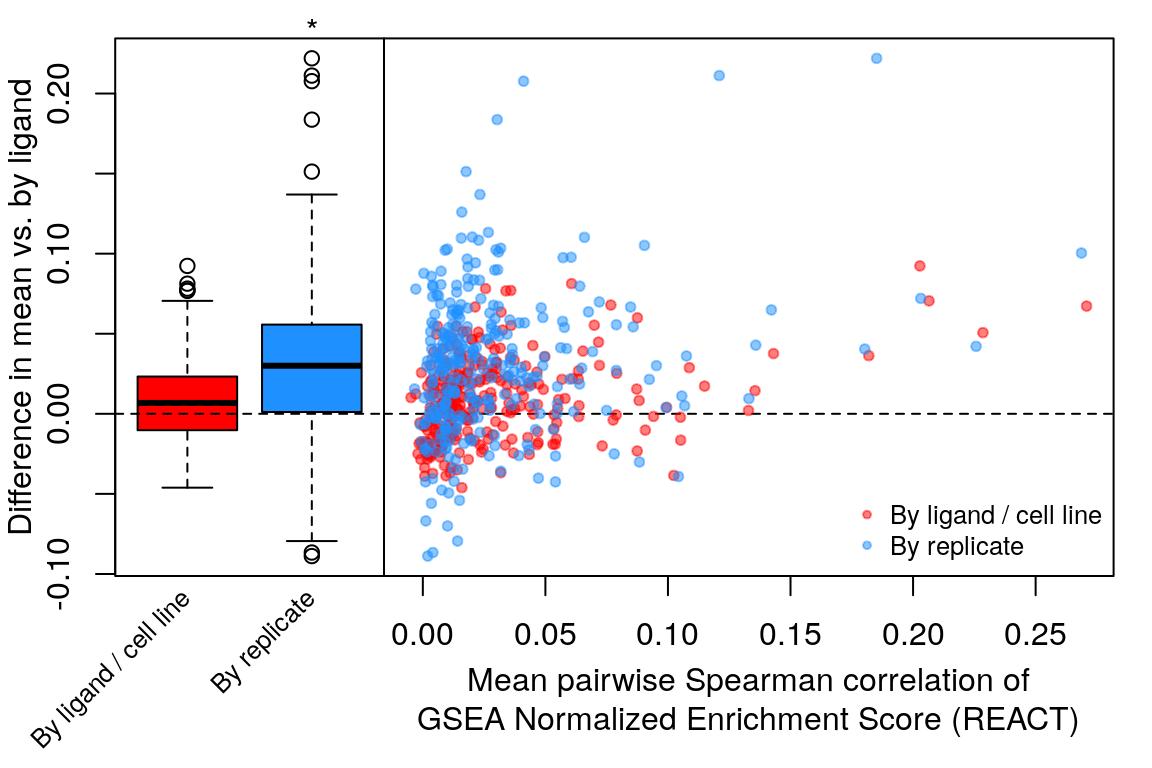 *
Difference in mean vs. by ligand
0.20
0.10
0.00
-0.10
By ligand / cell line
By replicate
By ligand / cell line
By replicate
0.00 0.05 0.10 0.15 0.20 0.25
Mean pairwise Spearman correlation of
GSEA Normalized Enrichment Score (REACT)